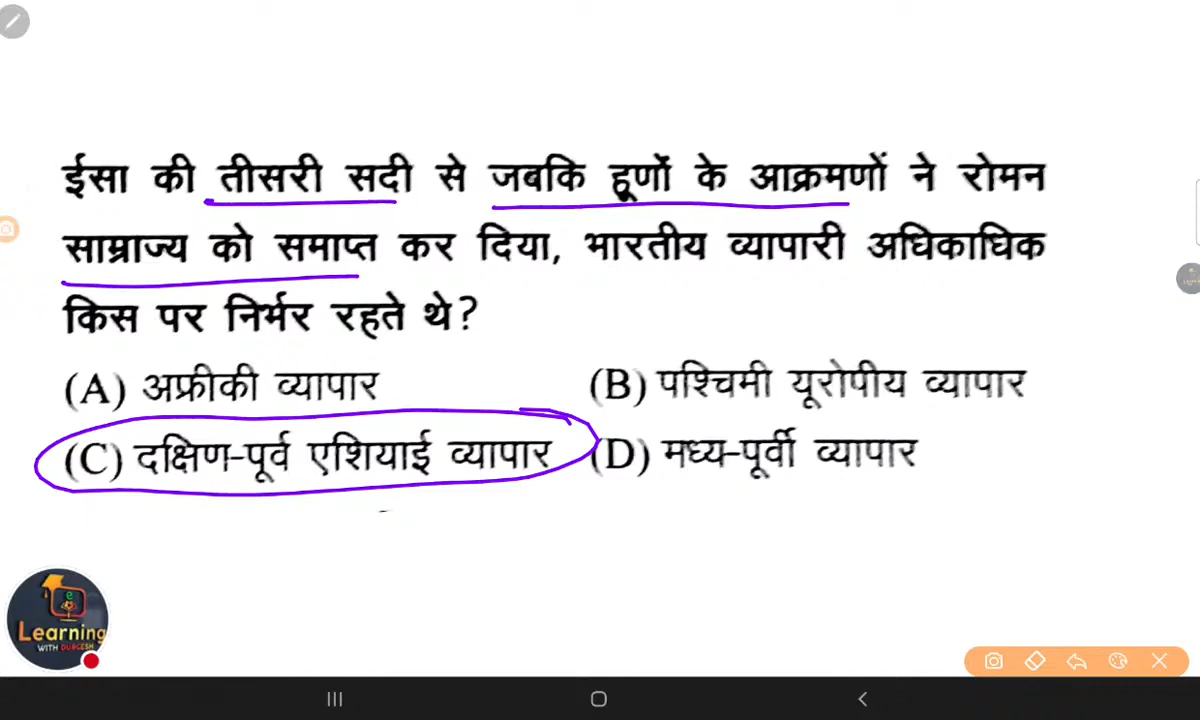 ईसा की तीसरी सदी से जबकि हूणों के आक्रमणों ने रोमन
साम्राज्य को समाप्त कर दिया, भारतीय व्यापारी अधिकाधिक
किस पर निर्भर रहते थे?
(A) अफ्रीकी व्यापार (B) पश्चिमी यूरोपीय व्यापार
(C) दक्षिण-पूर्व एशियाई व्यापार (D) मध्य-पूर्वी व्यापार
e
Learning
WITH DURGESH